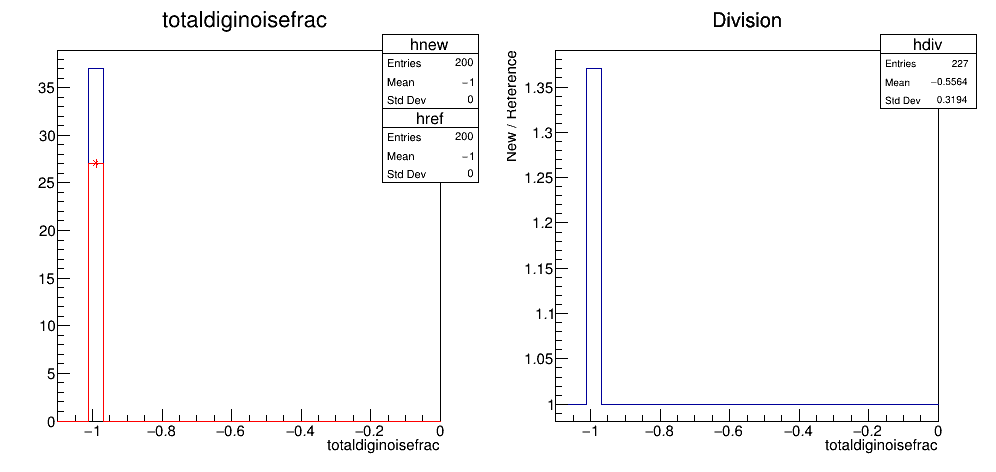 totaldiginoisefrac
hnew
Entries 200
Mean −1
Std Dev 0
href
Entries 200
Mean −1
Std Dev 0
35
30
25
20
15
10
5
0
−1 −0.8 −0.6 −0.4 −0.2 0
totaldiginoisefrac
Division
hdiv
Entries 227
Mean −0.5564
Std Dev 0.3194
New / Reference
1.35
1.3
1.25
1.2
1.15
1.1
1.05
1
−1 −0.8 −0.6 −0.4 −0.2 0
totaldiginoisefrac